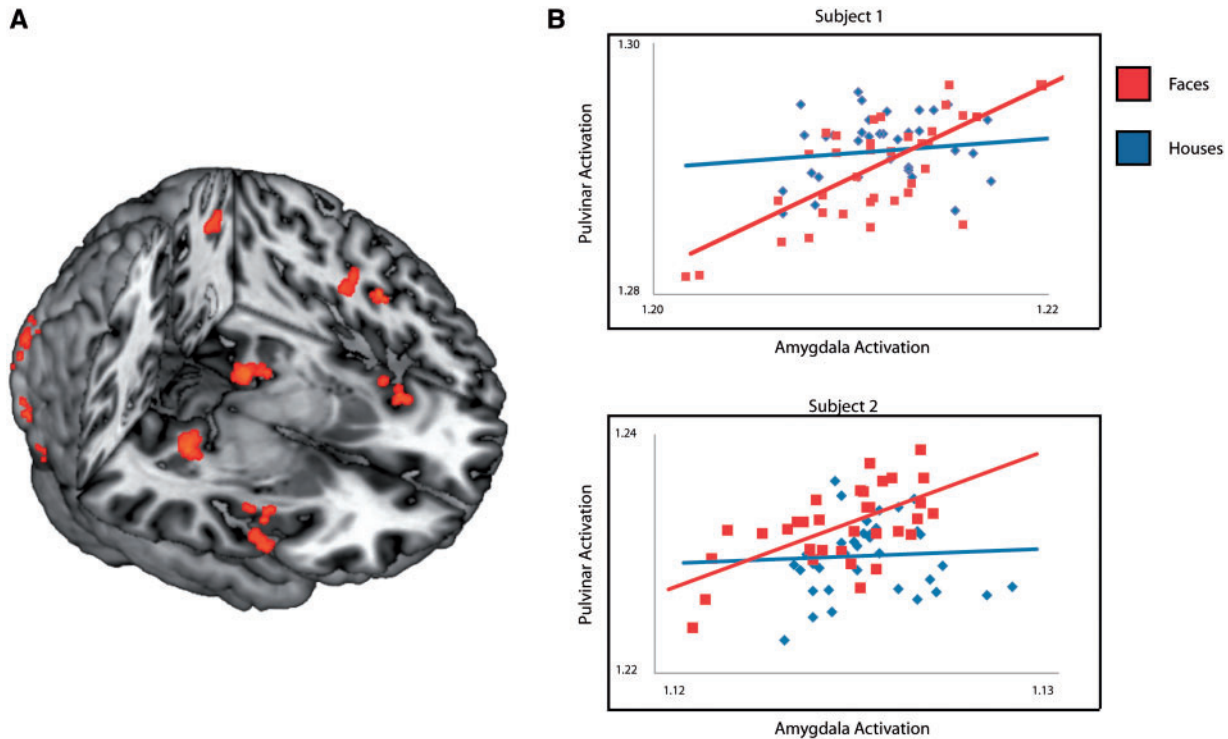 A
B
Subject 1
1.30
Pulvinar Activation
1.28
1.20
1.22
Amygdala Activation
Faces
Houses
Subject 2
1.24
Pulvinar Activation
1.22
1.12
1.13
Amygdala Activation